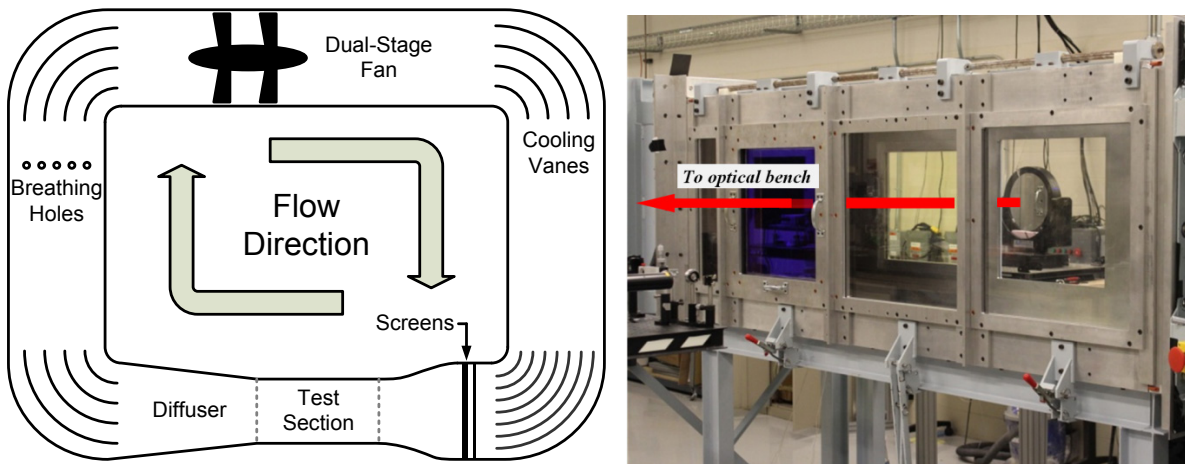 Dual-Stage
Fan
Cooling
Vanes
Breathing
Holes
Flow
Direction
Screens
Diffuser
Test
Section
To optical bench